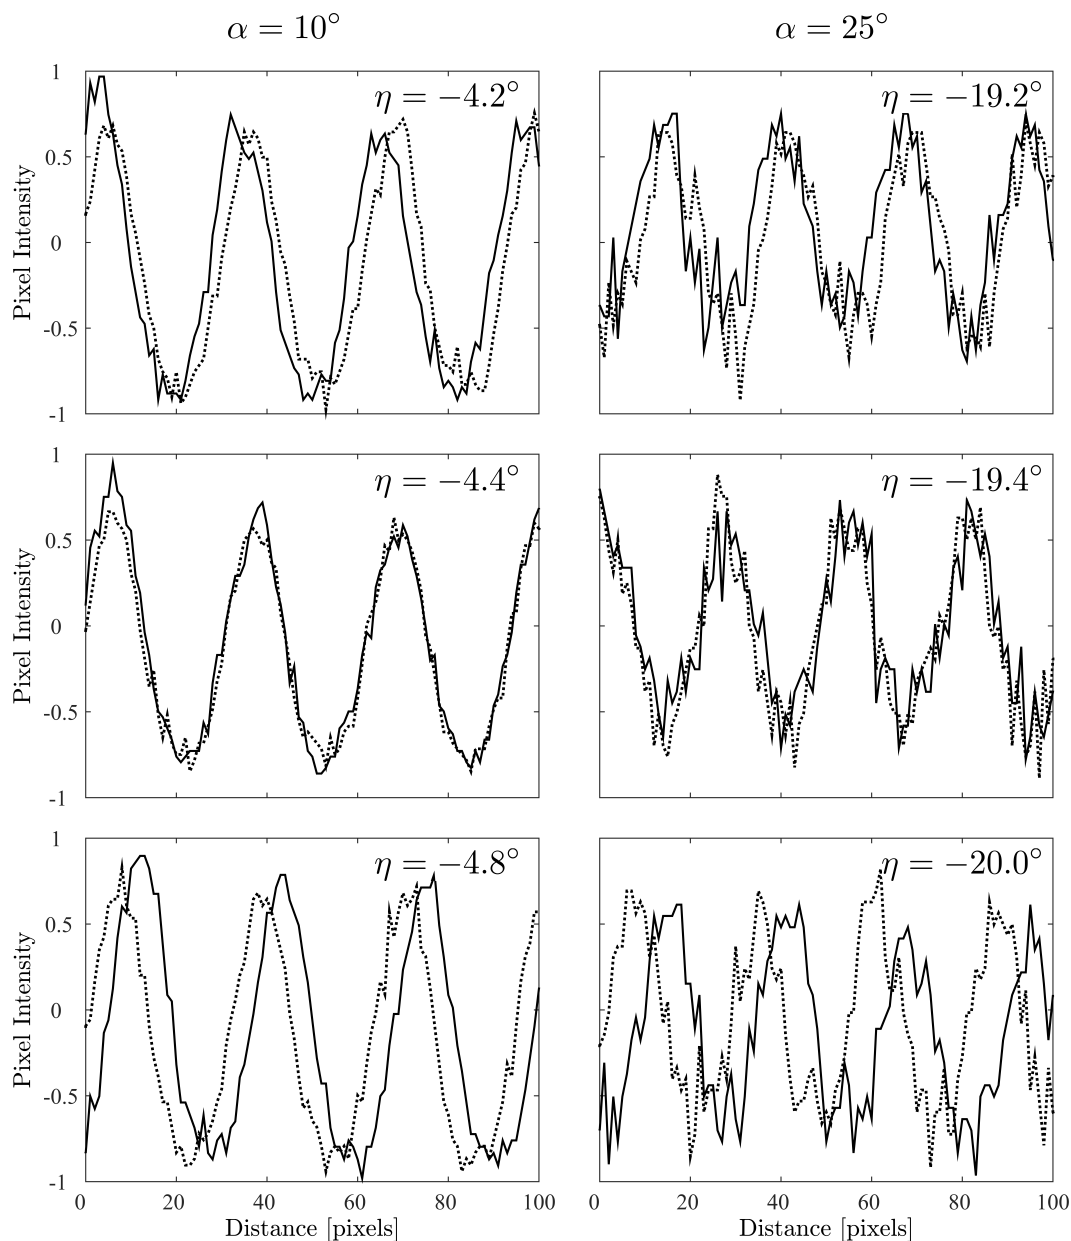 α = 10° α = 25°
1
η = −4.2° η = −19.2°
0.5
Pixel Intensity
0
-0.5
-1
1
η = −4.4° η = −19.4°
0.5
Pixel Intensity
0
-0.5
-1
1
η = −4.8° η = −20.0°
0.5
Pixel Intensity
0
-0.5
-1
0 20 40 60 80 100 0 20 40 60 80 100
Distance [pixels] Distance [pixels]